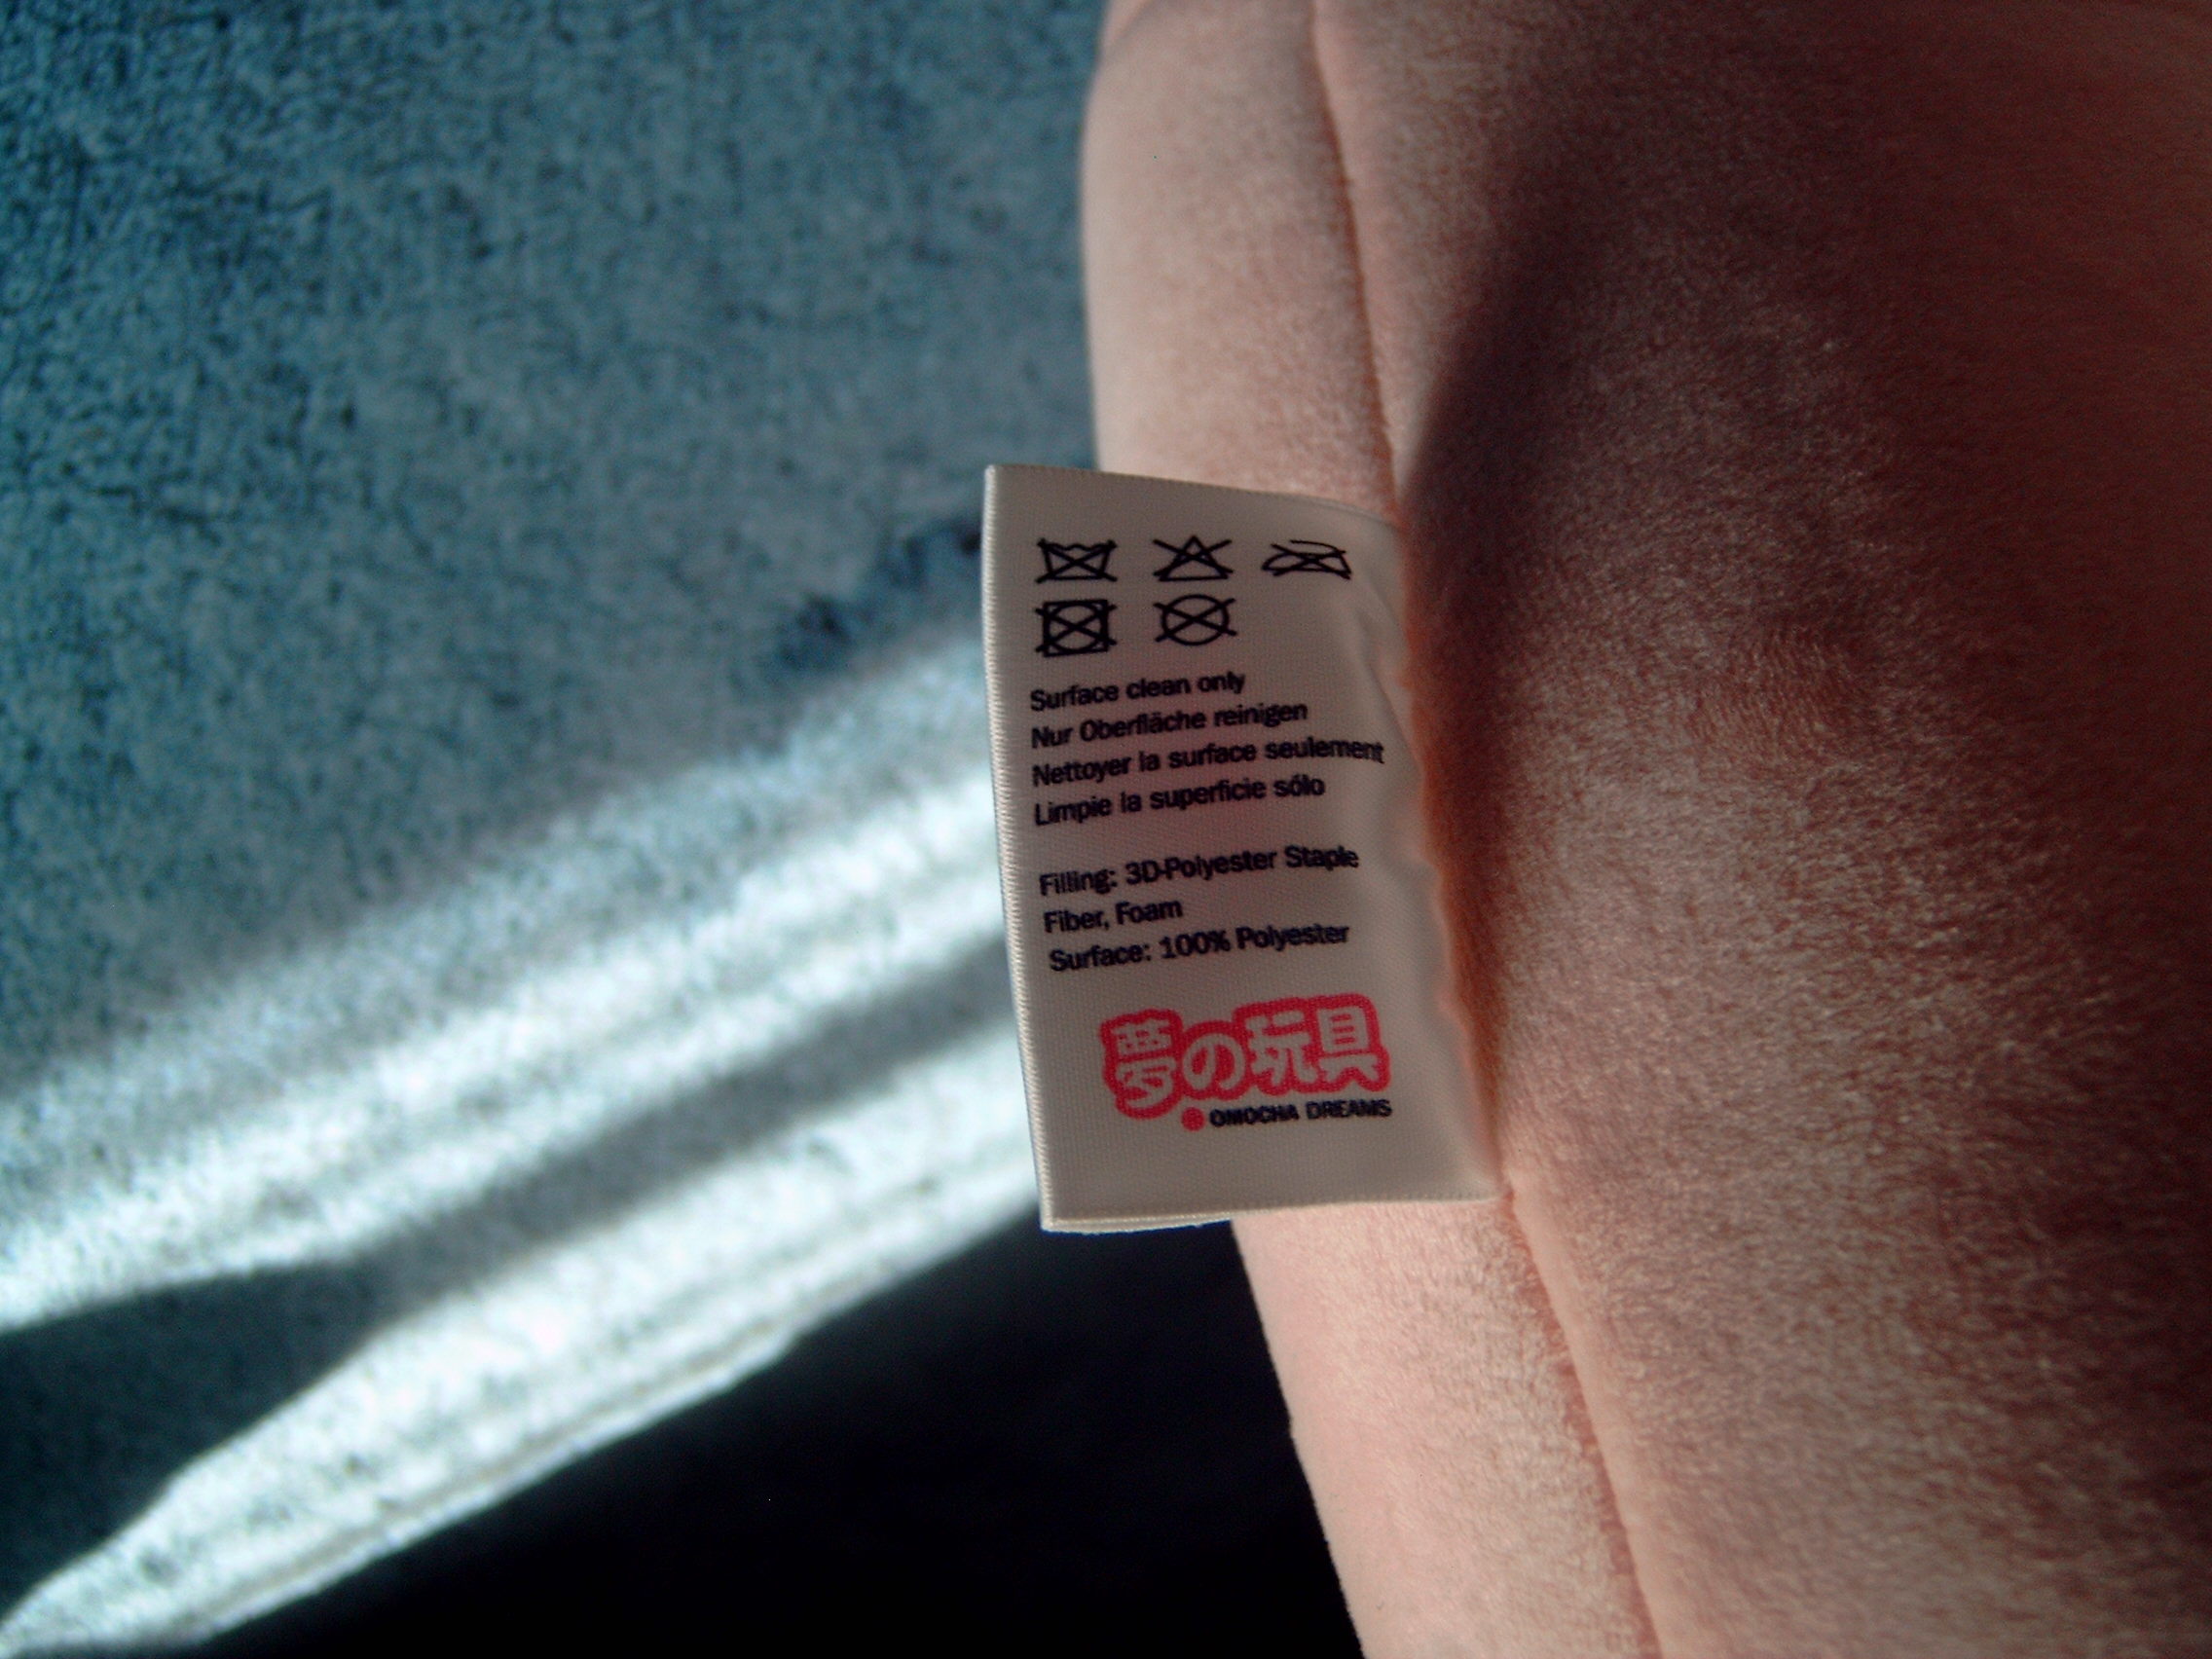 Surface clean only
Nur Oberfläche reinigen
Nettoyer la surface seulement
Limpie la superficie sólo
Filling: 3D-Polyester Staple
Fiber, Foam
Surface: 100% Polyester
夢の玩具
OMOCHA DREAMS